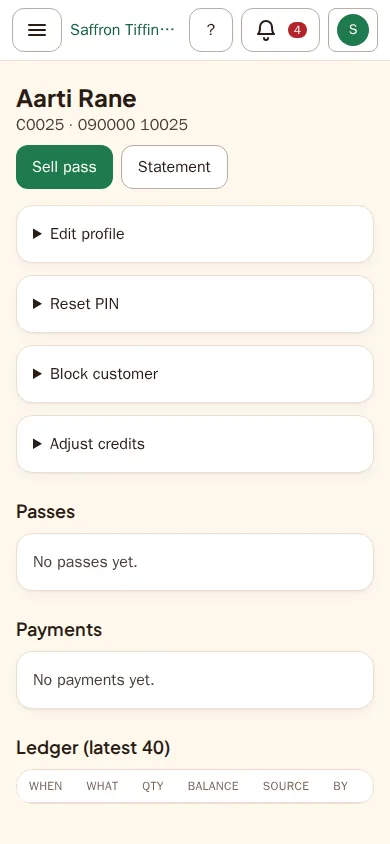 Saffron Tiffin··· ? 4 S
Aarti Rane
C0025 · 090000 10025
Sell pass Statement
Edit profile
Reset PIN
Block customer
Adjust credits
Passes
No passes yet.
Payments
No payments yet.
Ledger (latest 40)
WHEN WHAT QTY BALANCE SOURCE BY